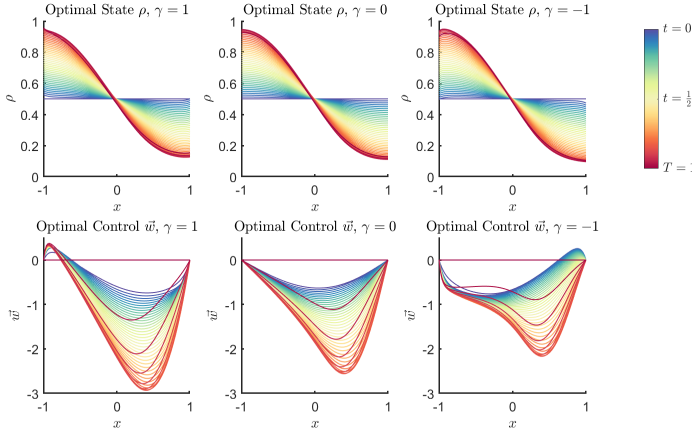 Optimal State ρ, γ = 1
Optimal State ρ, γ = 0
Optimal State ρ, γ = −1
1
0.8
0.6
0.4
0.2
0
ρ
-1
0
1
x
1
0.8
0.6
0.4
0.2
0
ρ
-1
0
1
x
1
0.8
0.6
0.4
0.2
0
ρ
-1
0
1
x
t = 0
t = 1/2
T = 1
Optimal Control w⃗, γ = 1
Optimal Control w⃗, γ = 0
Optimal Control w⃗, γ = −1
0
-1
-2
-3
w⃗
-1
0
1
x
0
-1
-2
-3
w⃗
-1
0
1
x
0
-1
-2
-3
w⃗
-1
0
1
x